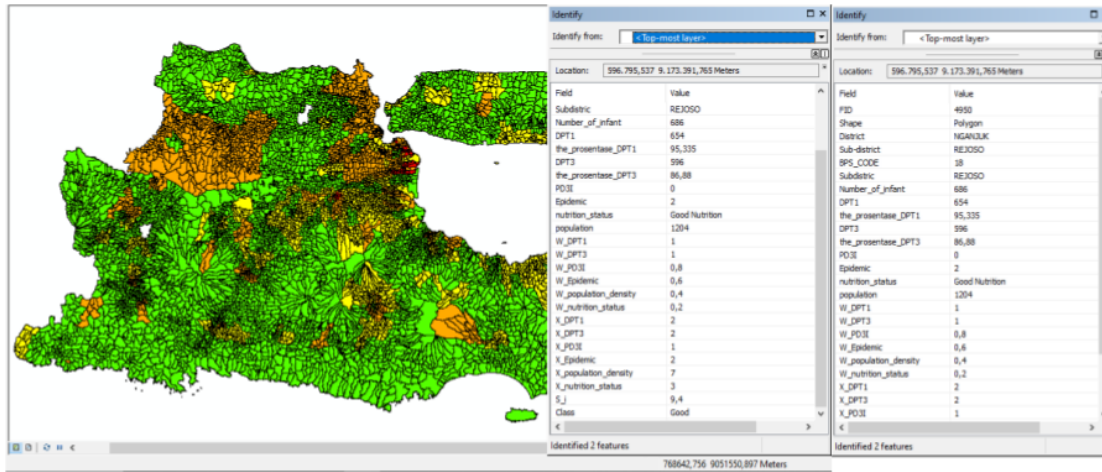 Identify
Identify from: <Top-most layer>
Location: 596.795,537 9.173.391,765 Meters
Field Value
Subdistric REJOSO
Number_of_infant 686
DPT1 654
the_prosentase_DPT1 95,335
DPT3 596
the_prosentase_DPT3 86,88
PD3I 0
Epidemic 2
nutrition_status Good Nutrition
population 1204
W_DPT1 1
W_DPT3 1
W_PD3I 0,8
W_Epidemic 0,6
W_population_density 0,4
W_nutrition_status 0,2
X_DPT1 2
X_DPT3 2
X_PD3I 1
X_Epidemic 2
X_population_density 7
X_nutrition_status 3
S_i 9,4
Class Good
Identified 2 features
Identify
Identify from: <Top-most layer>
Location: 596.795,537 9.173.391,765 Meters
Field Value
FID 4950
Shape Polygon
District NGANJUK
Sub-district REJOSO
BPS_CODE 18
Subdistric REJOSO
Number_of_infant 686
DPT1 654
the_prosentase_DPT1 95,335
DPT3 596
the_prosentase_DPT3 86,88
PD3I 0
Epidemic 2
nutrition_status Good Nutrition
population 1204
W_DPT1 1
W_DPT3 1
W_PD3I 0,8
W_Epidemic 0,6
W_population_density 0,4
W_nutrition_status 0,2
X_DPT1 2
X_DPT3 2
X_PD3I 1
Identified 2 features
768642,756 9051550,897 Meters